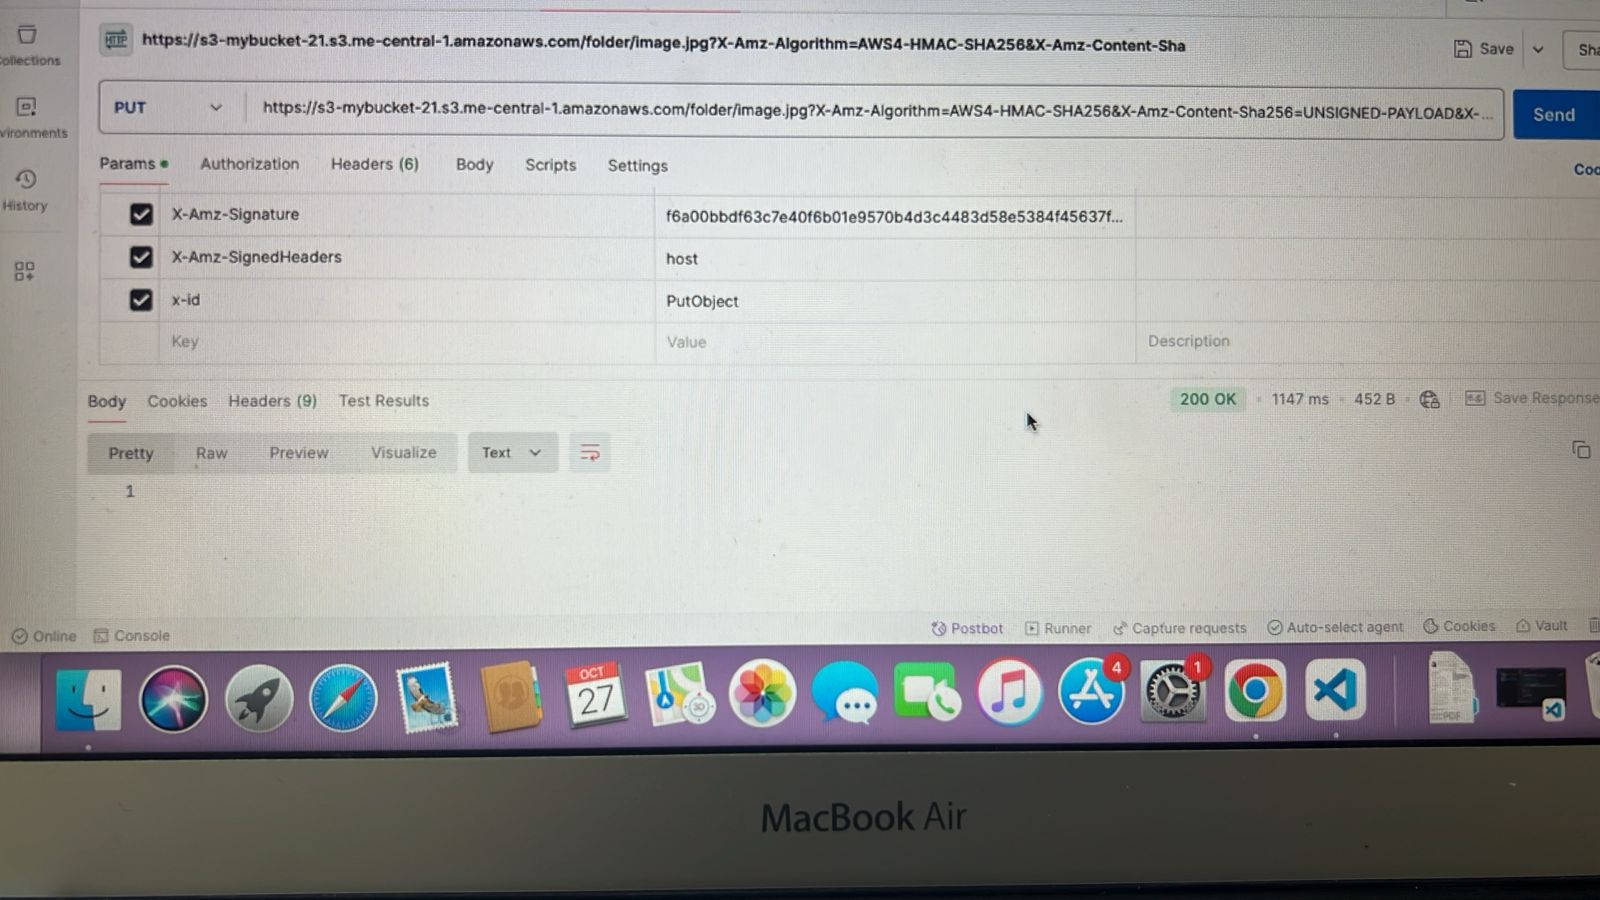 https://s3-mybucket-21.s3.me-central-1.amazonaws.com/folder/image.jpg?X-Amz-Algorithm=AWS4-HMAC-SHA256&X-Amz-Content-Sha
Save
Sha
ollections
PUT
https://s3-mybucket-21.s3.me-central-1.amazonaws.com/folder/image.jpg?X-Amz-Algorithm=AWS4-HMAC-SHA256&X-Amz-Content-Sha256=UNSIGNED-PAYLOAD&X-...
Send
vironments
Params
Authorization
Headers (6)
Body
Scripts
Settings
Coo
History
X-Amz-Signature
f6a00bbdf63c7e40f6b01e9570b4d3c4483d58e5384f45637f...
X-Amz-SignedHeaders
host
x-id
PutObject
Key
Value
Description
Body
Cookies
Headers (9)
Test Results
200 OK
1147 ms
452 B
Save Response
Pretty
Raw
Preview
Visualize
Text
1
Online
Console
Postbot
Runner
Capture requests
Auto-select agent
Cookies
Vault
OCT
27
4
1
PDF
MacBook Air